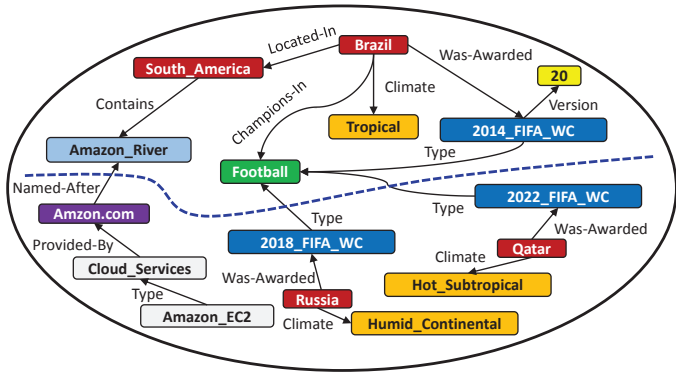 Located-In
Brazil
South_America
Was-Awarded
20
Climate
Version
Contains
Champions-In
Tropical
2014_FIFA_WC
Amazon_River
Type
Football
Named-After
2022_FIFA_WC
Type
Amzon.com
Type
Was-Awarded
Provided-By
2018_FIFA_WC
Climate
Qatar
Cloud_Services
Was-Awarded
Hot_Subtropical
Type
Russia
Amazon_EC2
Climate
Humid_Continental